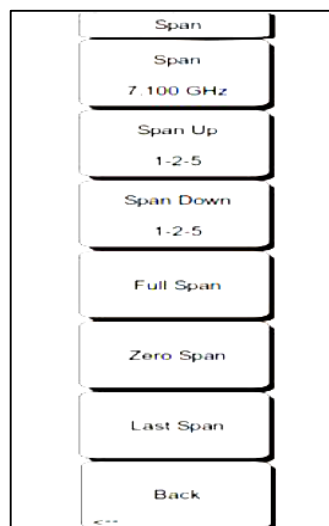 Span
Span
7.100 GHz
Span Up
1-2-5
Span Down
1-2-5
Full Span
Zero Span
Last Span
Back
<--